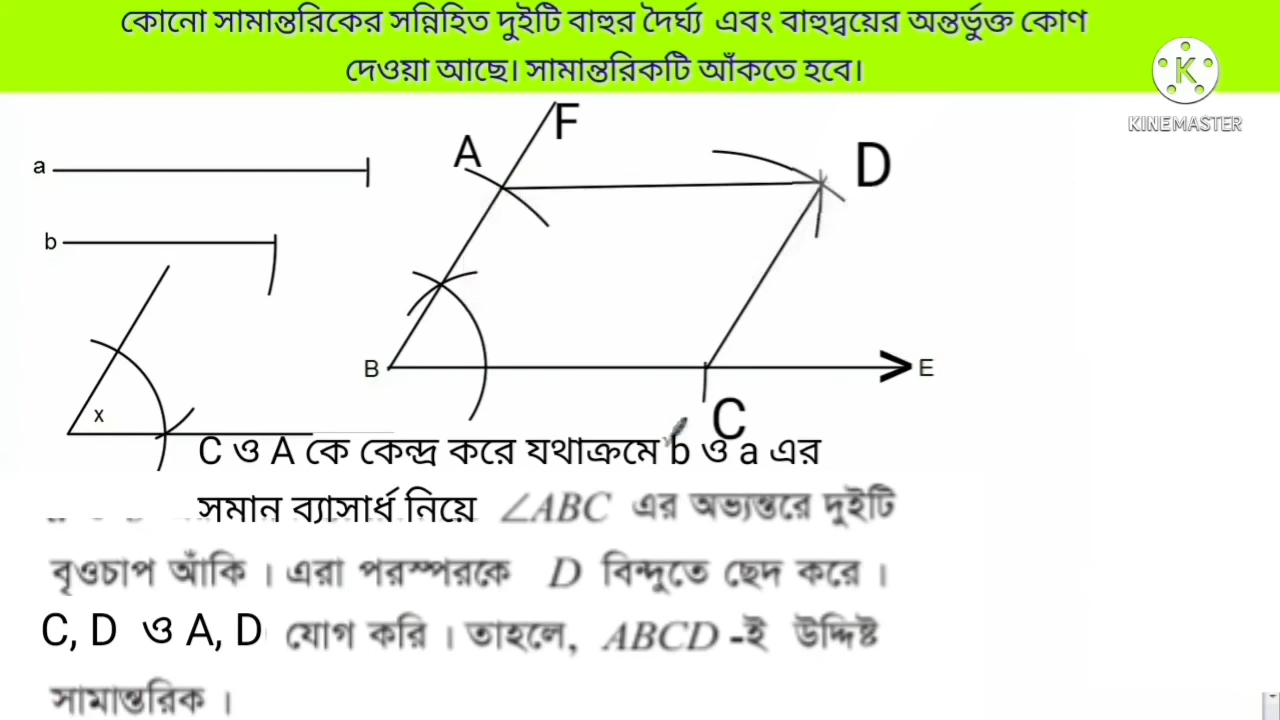 কোনো সামান্তরিকের সন্নিহিত দুইটি বাহুর দৈর্ঘ্য এবং বাহুদ্বয়ের অন্তর্ভুক্ত কোণ
দেওয়া আছে। সামান্তরিকটি আঁকতে হবে।
K
KINEMASTER
F
A
D
a
b
B
E
x
C
C ও A কে কেন্দ্র করে যথাক্রমে b ও a এর
সমান ব্যাসার্ধ নিয়ে ∠ABC এর অভ্যন্তরে দুইটি
বৃওচাপ আঁকি । এরা পরস্পরকে D বিন্দুতে ছেদ করে ।
C, D ও A, D যোগ করি । তাহলে, ABCD -ই উদ্দিষ্ট
সামান্তরিক ।